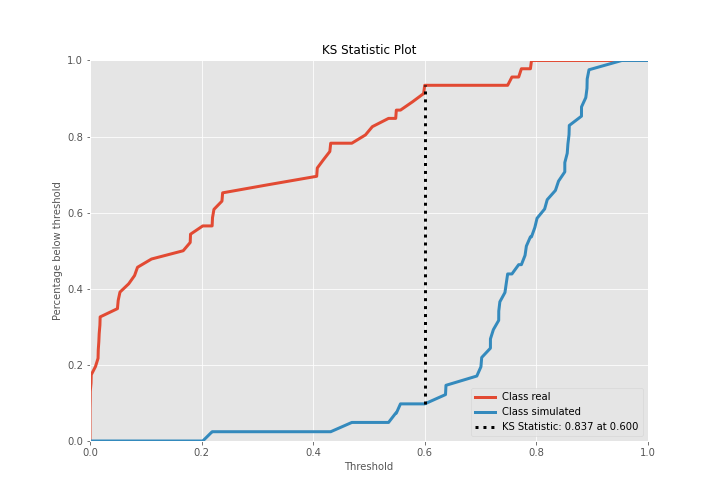 KS Statistic Plot
1.0
0.8
0.6
0.4
0.2
0.0
Percentage below threshold
0.0 0.2 0.4 0.6 0.8 1.0
Threshold
Class real
Class simulated
KS Statistic: 0.837 at 0.600